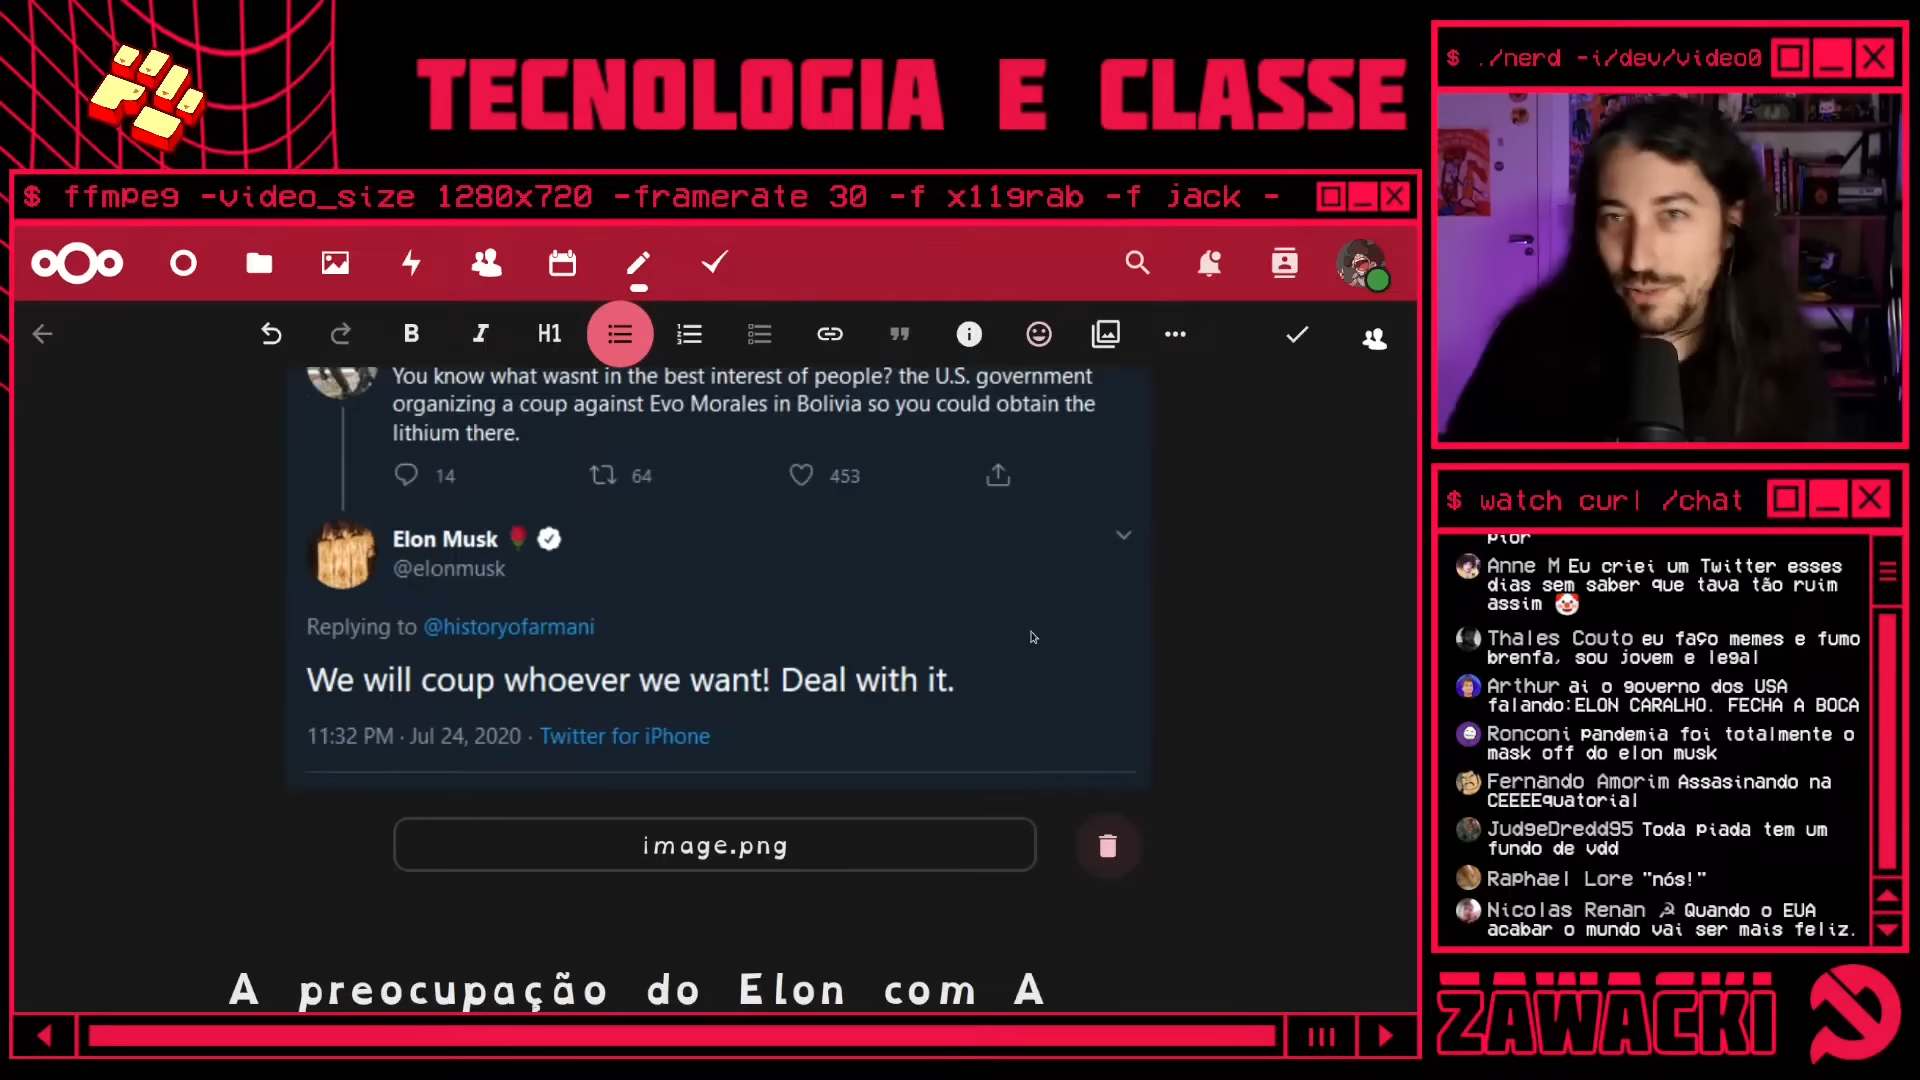 TECNOLOGIA E CLASSE
$ ./nerd -i/dev/video0
$ ffmpeg -video_size 1280x720 -framerate 30 -f x11grab -f jack -
B I H1
You know what wasnt in the best interest of people? the U.S. government
organizing a coup against Evo Morales in Bolivia so you could obtain the
lithium there.
14 64 453
Elon Musk 🌹
@elonmusk
Replying to @historyofarmani
We will coup whoever we want! Deal with it.
11:32 PM · Jul 24, 2020 · Twitter for iPhone
image.png
A preocupação do Elon com A
$ watch curl /chat
pior
Anne M Eu criei um Twitter esses
dias sem saber que tava tão ruim
assim 🤡
Thales Couto eu faço memes e fumo
brenfa, sou jovem e legal
Arthur ai o governo dos USA
falando:ELON CARALHO. FECHA A BOCA
Ronconi pandemia foi totalmente o
mask off do elon musk
Fernando Amorim Assasinando na
CEEEEquatorial
JudgeDredd95 Toda piada tem um
fundo de vdd
Raphael Lore "nós!"
Nicolas Renan ☭ Quando o EUA
acabar o mundo vai ser mais feliz.
ZAWACKI